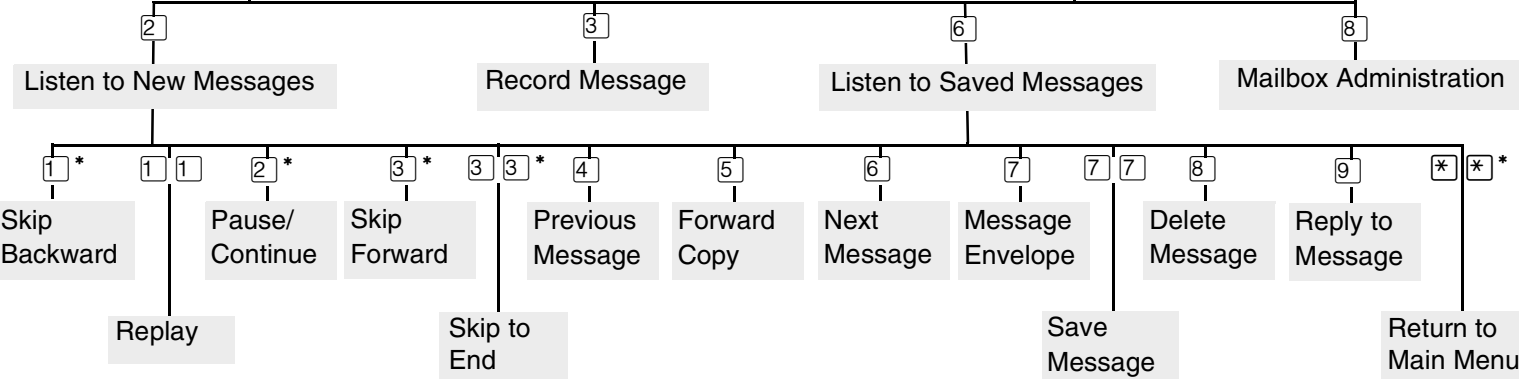 2 3 6 8
Listen to New Messages Record Message Listen to Saved Messages Mailbox Administration
1 * 1 1 2 * 3 * 3 3 * 4 5 6 7 7 7 8 9 * * *
Skip Pause/ Skip Previous Forward Next Message Delete Reply to
Backward Continue Forward Message Copy Message Envelope Message Message
Replay Skip to Save Return to
End Message Main Menu